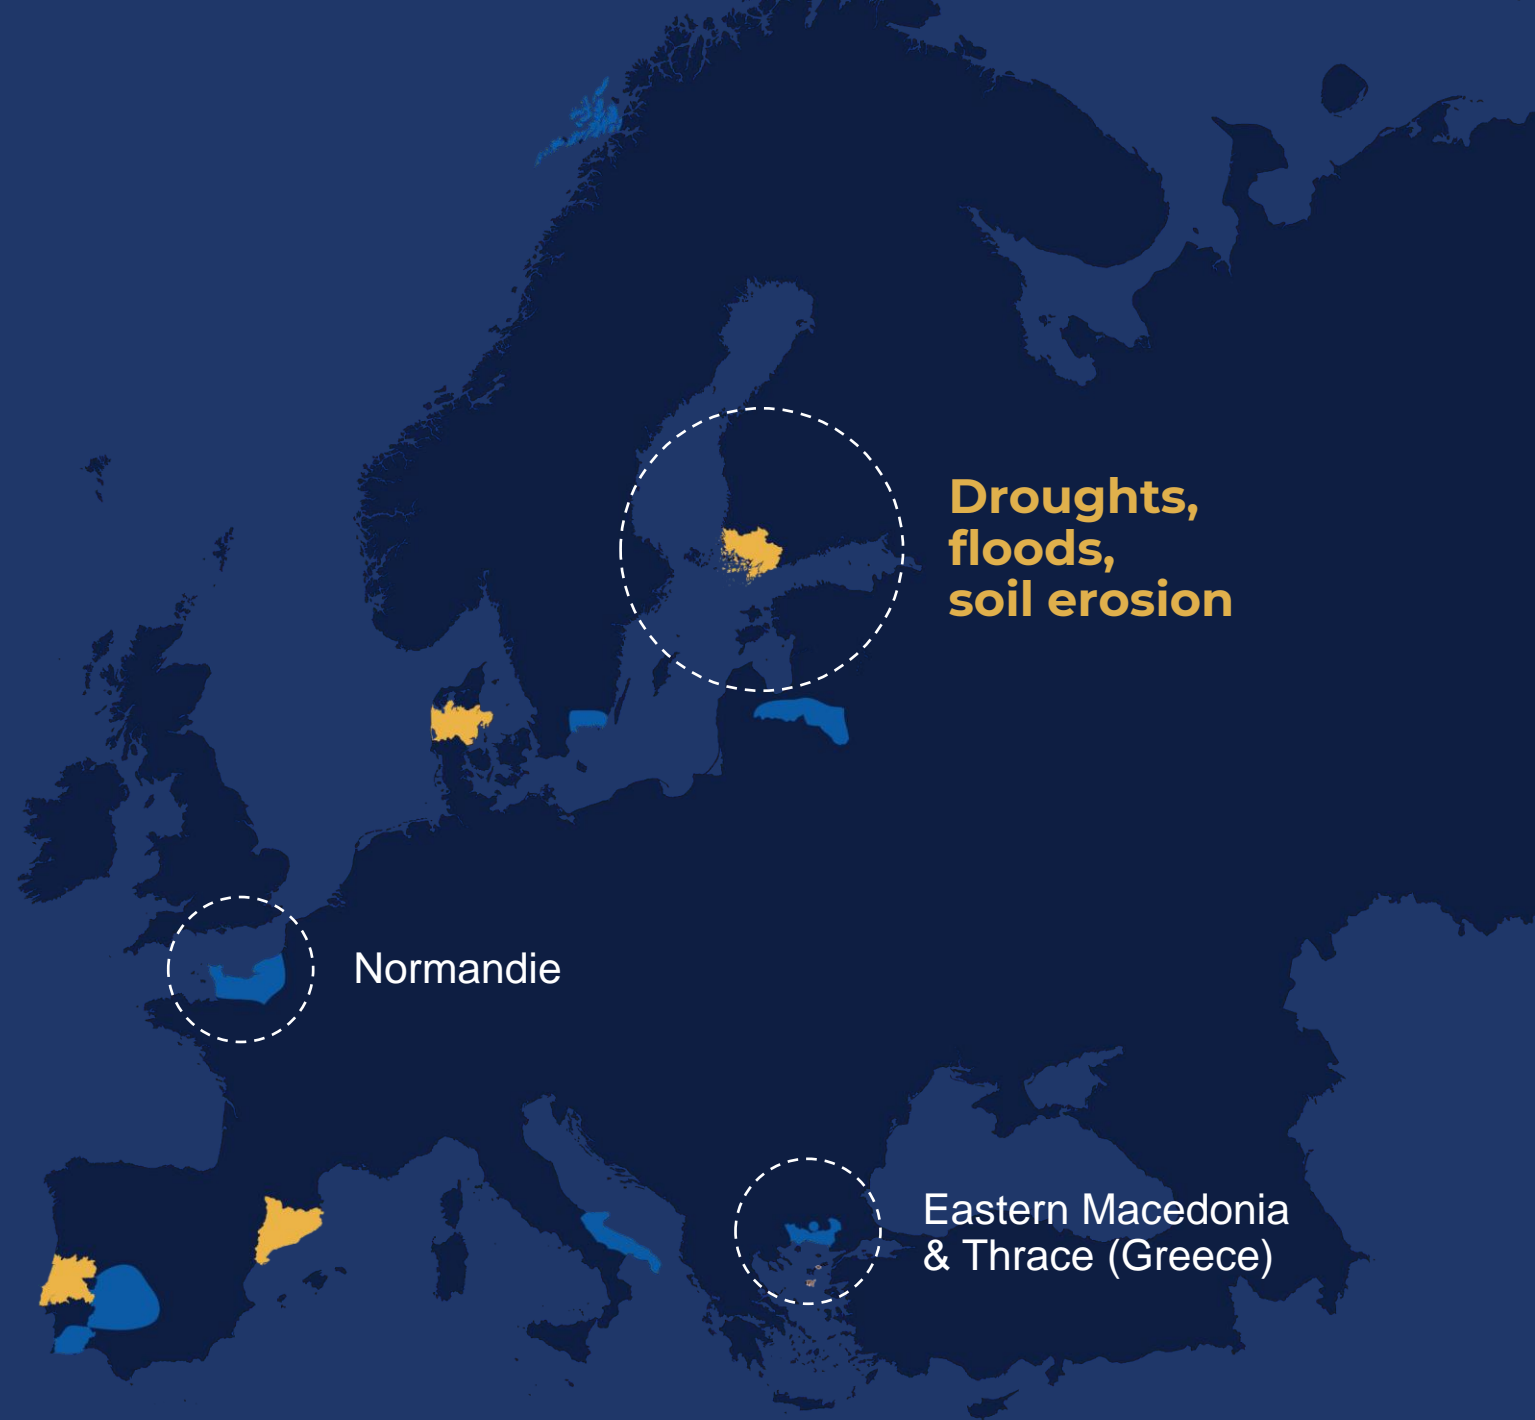 Droughts,
floods,
soil erosion
Normandie
Eastern Macedonia
& Thrace (Greece)